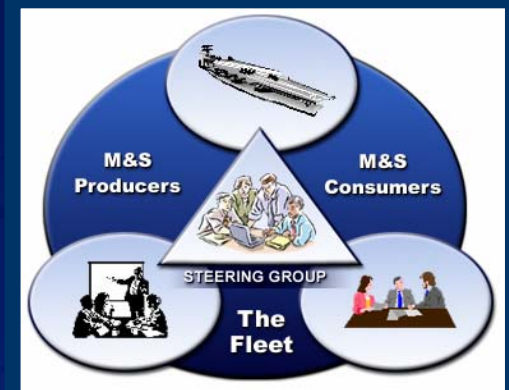 M&S
Producers
M&S
Consumers
STEERING GROUP
The
Fleet